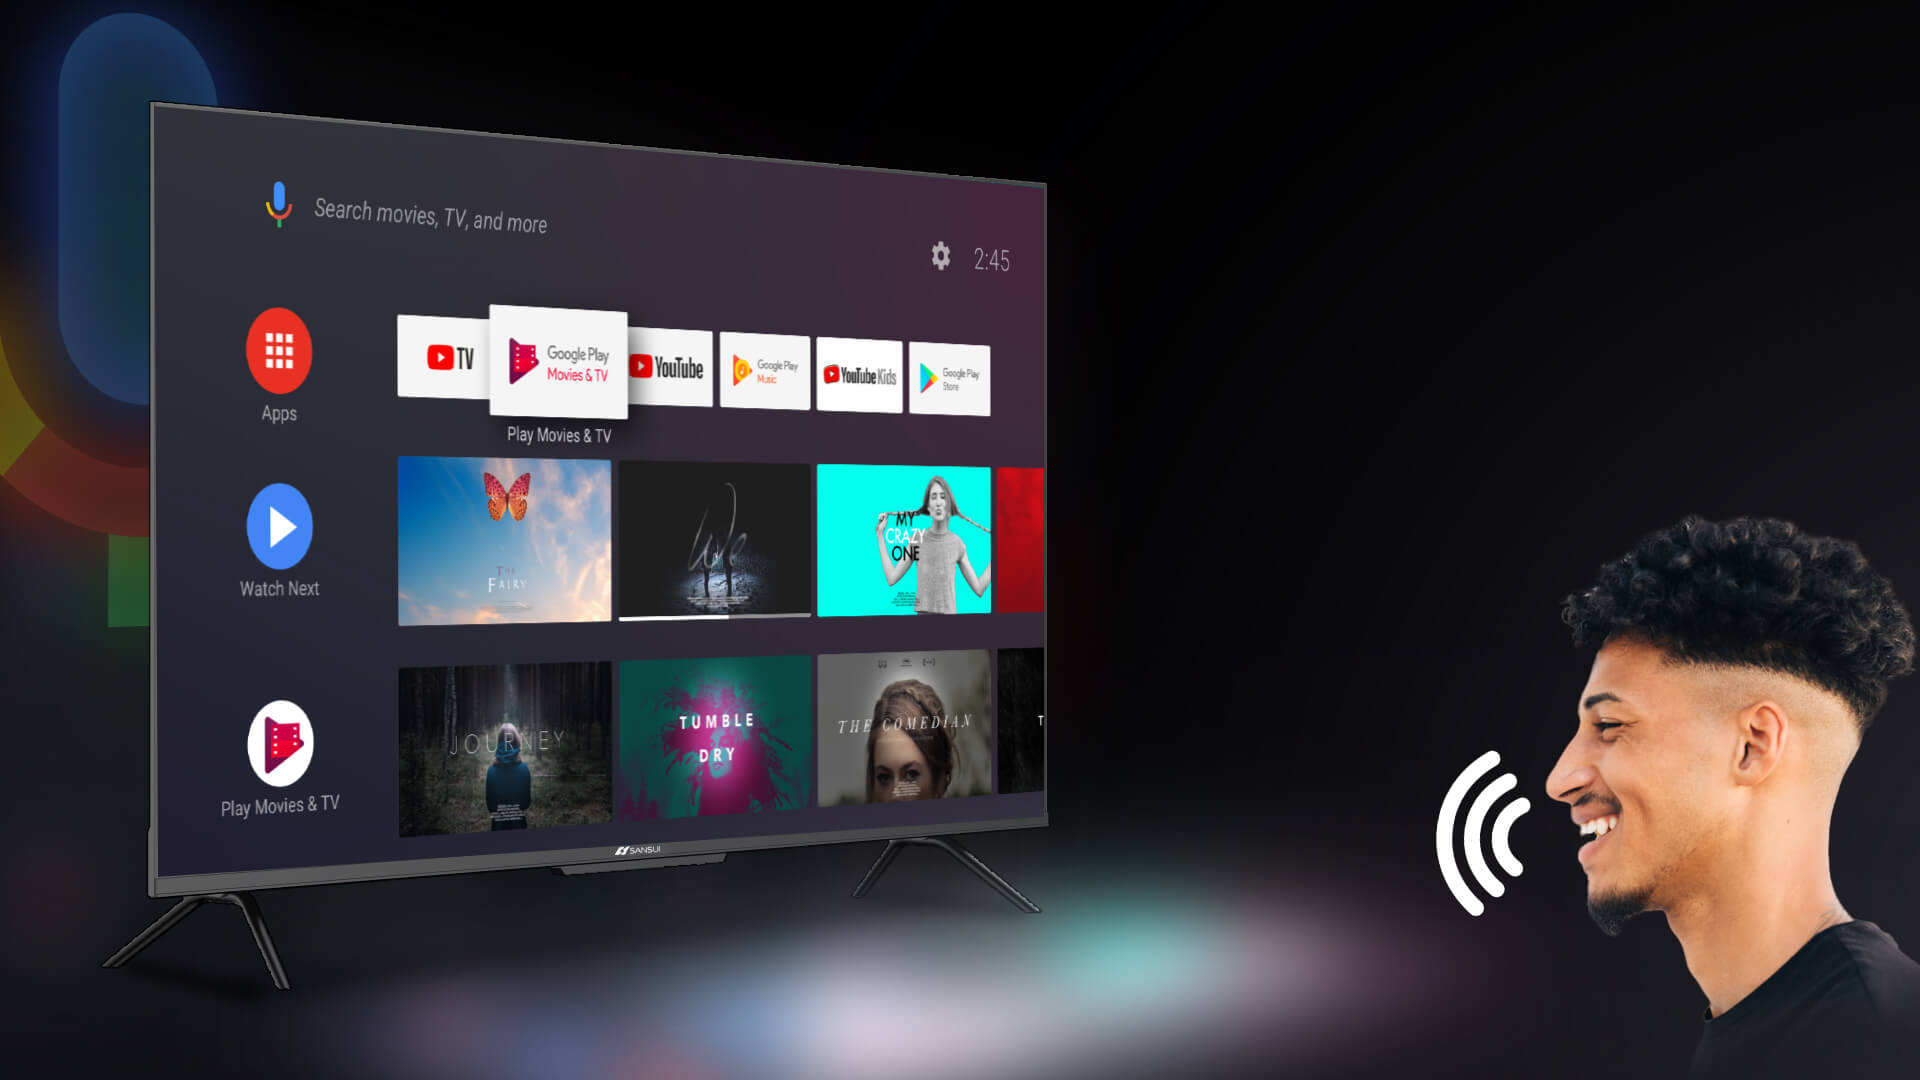 Search movies, TV, and more
2:45
Apps
TV
Google Play
Movies & TV
YouTube
Google Play
Music
YouTube Kids
Google Play
Store
Play Movies & TV
THE
FAIRY
We
MY
CRAZY
ONE
Watch Next
JOURNEY
TUMBLE
DRY
THE COMEDIAN
T
Play Movies & TV
SANSUI